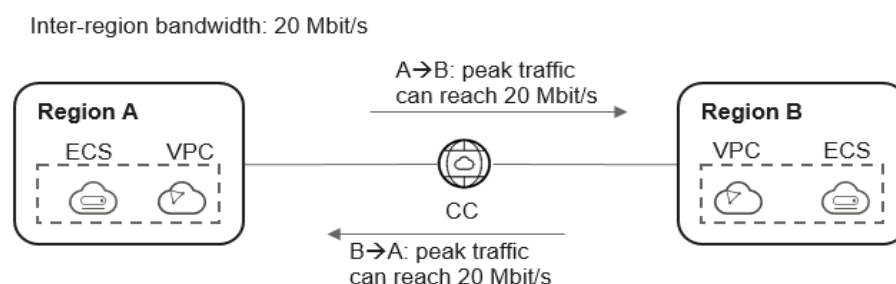 Inter-region bandwidth: 20 Mbit/s
A→B: peak traffic
can reach 20 Mbit/s
Region A
Region B
ECS VPC
VPC ECS
CC
B→A: peak traffic
can reach 20 Mbit/s